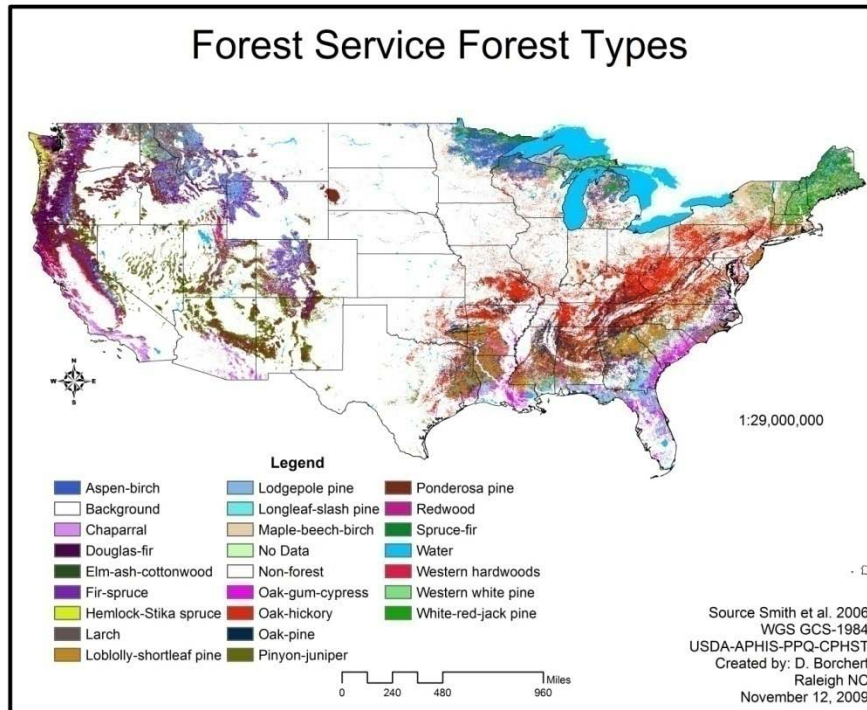 Forest Service Forest Types
N
W E
S
1:29,000,000
Legend
Aspen-birch
Background
Chaparral
Douglas-fir
Elm-ash-cottonwood
Fir-spruce
Hemlock-Stika spruce
Larch
Loblolly-shortleaf pine
Lodgepole pine
Longleaf-slash pine
Maple-beech-birch
No Data
Non-forest
Oak-gum-cypress
Oak-hickory
Oak-pine
Pinyon-juniper
Ponderosa pine
Redwood
Spruce-fir
Water
Western hardwoods
Western white pine
White-red-jack pine
Miles
0 240 480 960
Source Smith et al. 2006
WGS GCS-1984
USDA-APHIS-PPQ-CPHST
Created by: D. Borchert
Raleigh NC
November 12, 2009